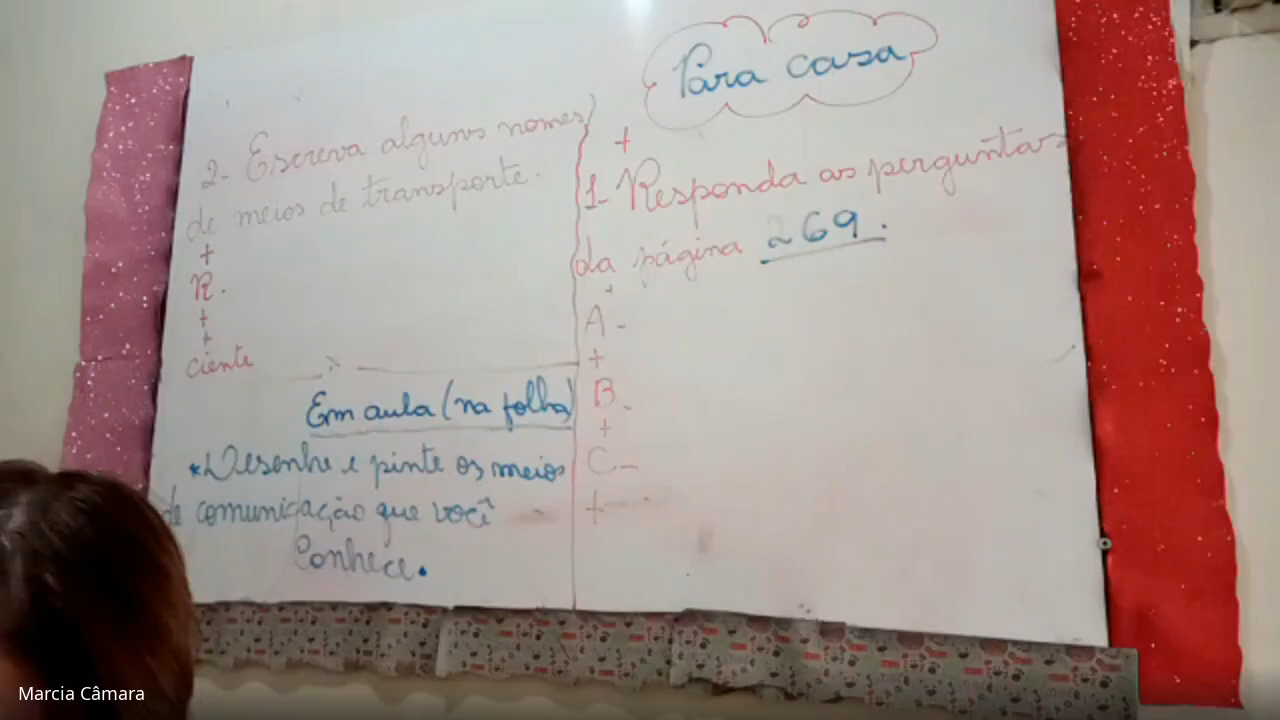 2- Escreva alguns nomes
de meios de transporte.
+
R.
+
+
ciente
Em aula (na folha)
*Desenhe e pinte os meios
de comunicação que você
conhece.
Para casa
+
1- Responda as perguntas
da página ~69.
+
A-
+
B-
+
C-
+
Marcia Câmara